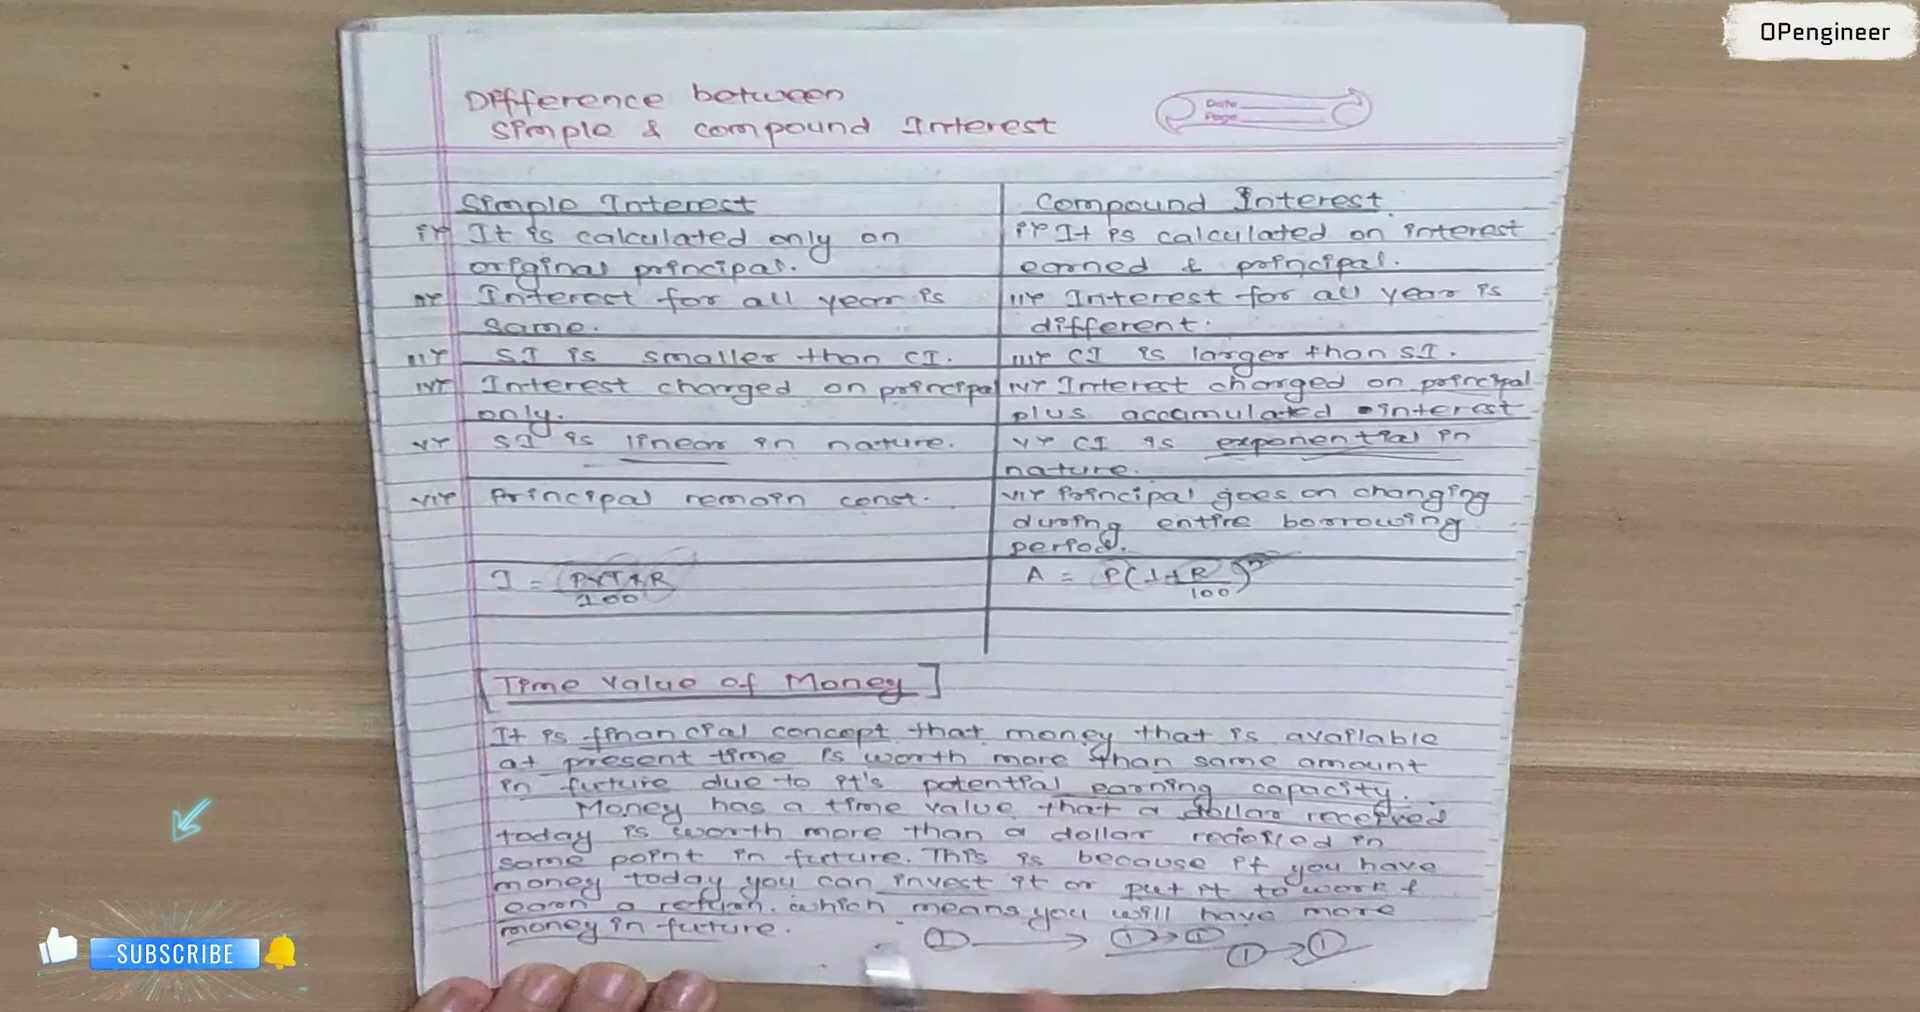 OPengineer
Difference between
simple & compound Interest
Date
Page
Simple Interest
i) It is calculated only on
original principal.
ii) Interest for all year is
same.
iii) SI is smaller than CI.
iv) Interest charged on principal
only.
v) SI is linear in nature.
vi) Principal remain const.
I = P×T×R
100
Compound Interest
i) It is calculated on interest
earned & principal.
ii) Interest for all year is
different.
iii) CI is larger than SI.
iv) Interest charged on principal
plus accamulated interest
v) CI is exponential in
nature.
vi) Principal goes on changing
during entire borrowing
period.
A = P(1+R
100)
[Time value of Money]
It is financial concept that money that is available
at present time is worth more than same amount
in future due to it's potential earning capacity.
Money has a time value that a dollar received
today is worth more than a dollar in
some point in future. This is because if you have
money today you can invest it or put it to work &
earn a return. which means you will have more
money in future.
1 → 1 → 1
1 → 1
SUBSCRIBE